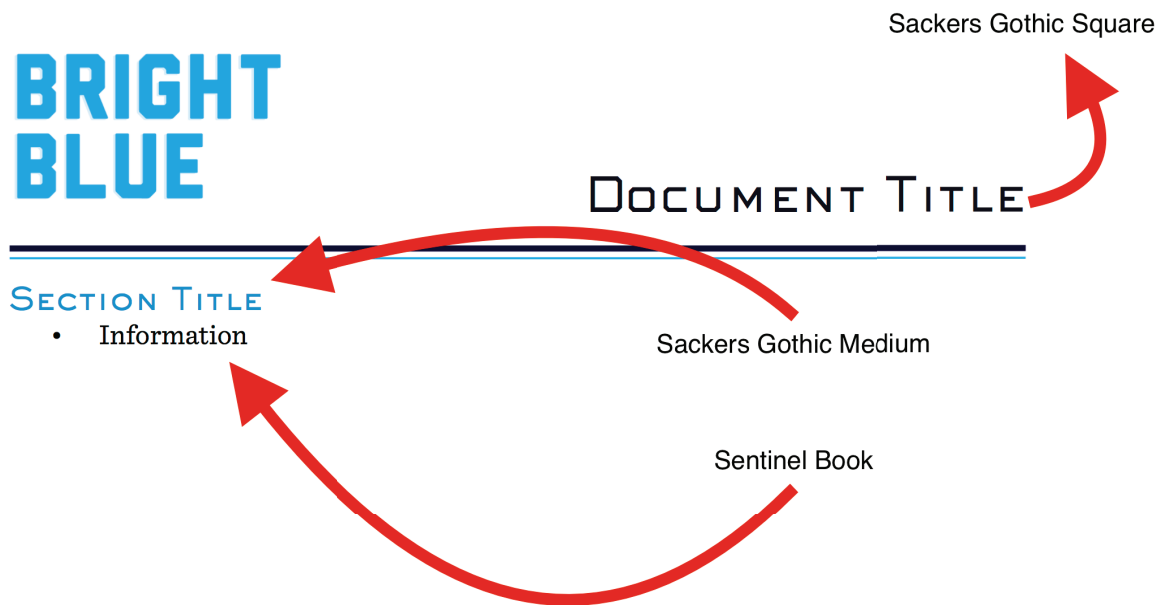 Sackers Gothic Square
BRIGHT
BLUE
DOCUMENT TITLE
SECTION TITLE
• Information
Sackers Gothic Medium
Sentinel Book